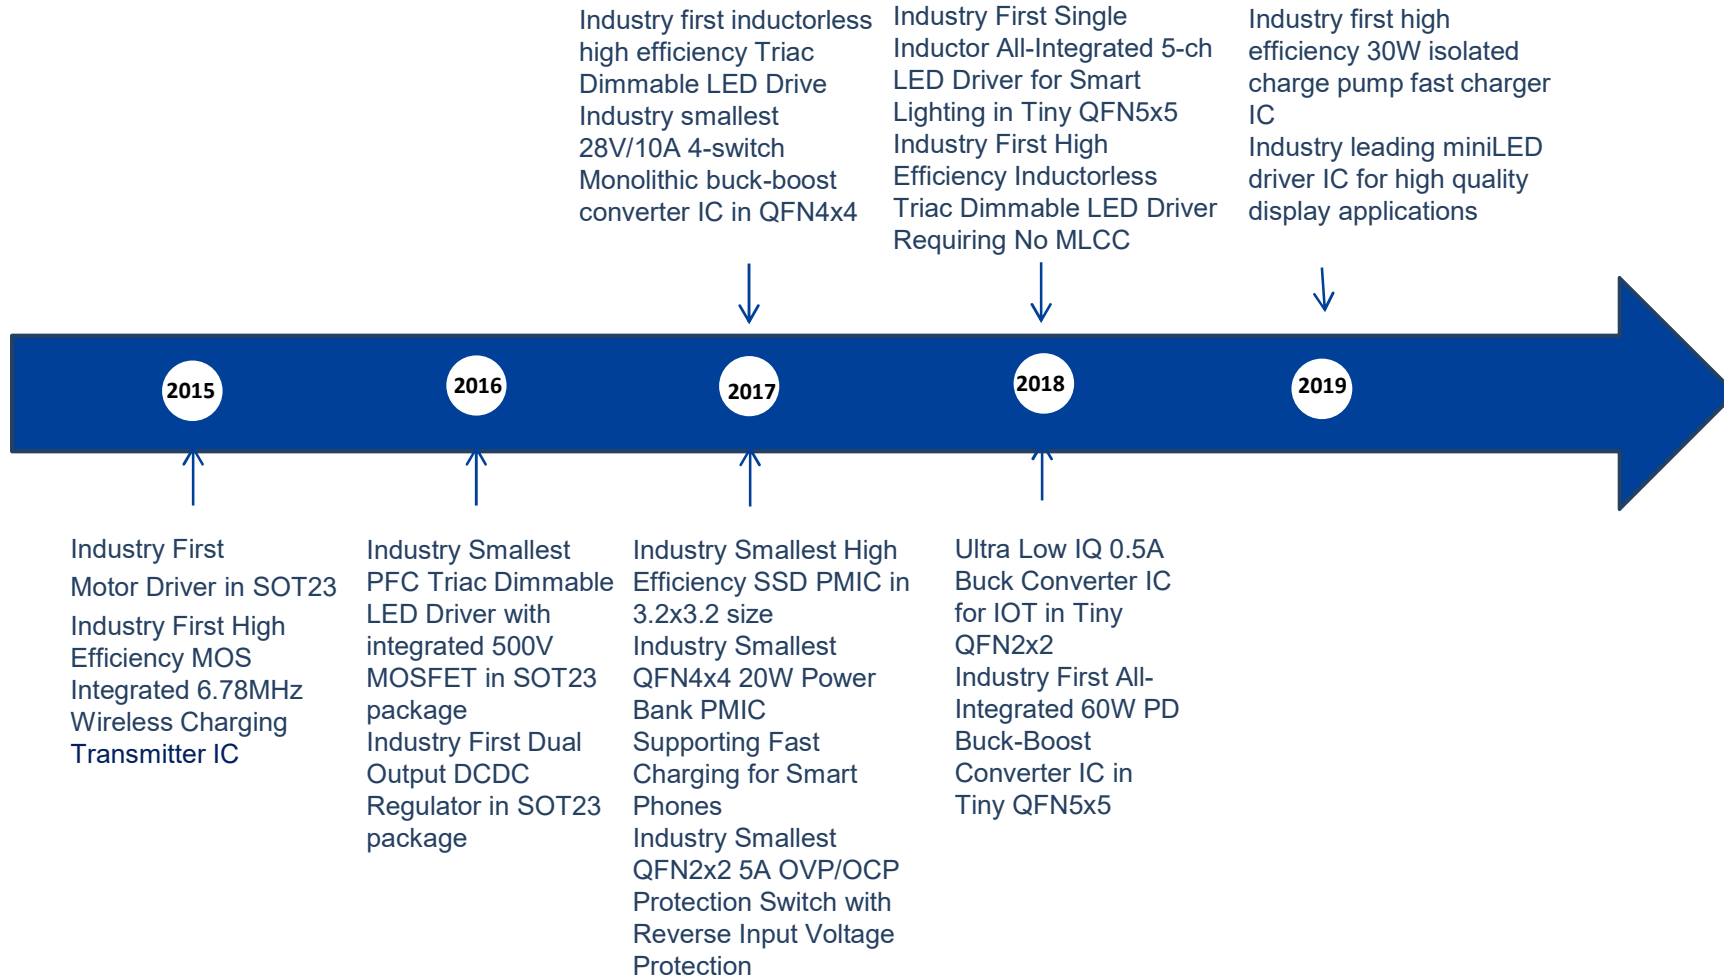 Industry first inductorless
high efficiency Triac
Dimmable LED Drive
Industry smallest
28V/10A 4-switch
Monolithic buck-boost
converter IC in QFN4x4
Industry First Single
Inductor All-Integrated 5-ch
LED Driver for Smart
Lighting in Tiny QFN5x5
Industry First High
Efficiency Inductorless
Triac Dimmable LED Driver
Requiring No MLCC
Industry first high
efficiency 30W isolated
charge pump fast charger
IC
Industry leading miniLED
driver IC for high quality
display applications
2015
2016
2017
2018
2019
Industry First
Motor Driver in SOT23
Industry First High
Efficiency MOS
Integrated 6.78MHz
Wireless Charging
Transmitter IC
Industry Smallest
PFC Triac Dimmable
LED Driver with
integrated 500V
MOSFET in SOT23
package
Industry First Dual
Output DCDC
Regulator in SOT23
package
Industry Smallest High
Efficiency SSD PMIC in
3.2x3.2 size
Industry Smallest
QFN4x4 20W Power
Bank PMIC
Supporting Fast
Charging for Smart
Phones
Industry Smallest
QFN2x2 5A OVP/OCP
Protection Switch with
Reverse Input Voltage
Protection
Ultra Low IQ 0.5A
Buck Converter IC
for IOT in Tiny
QFN2x2
Industry First All-
Integrated 60W PD
Buck-Boost
Converter IC in
Tiny QFN5x5